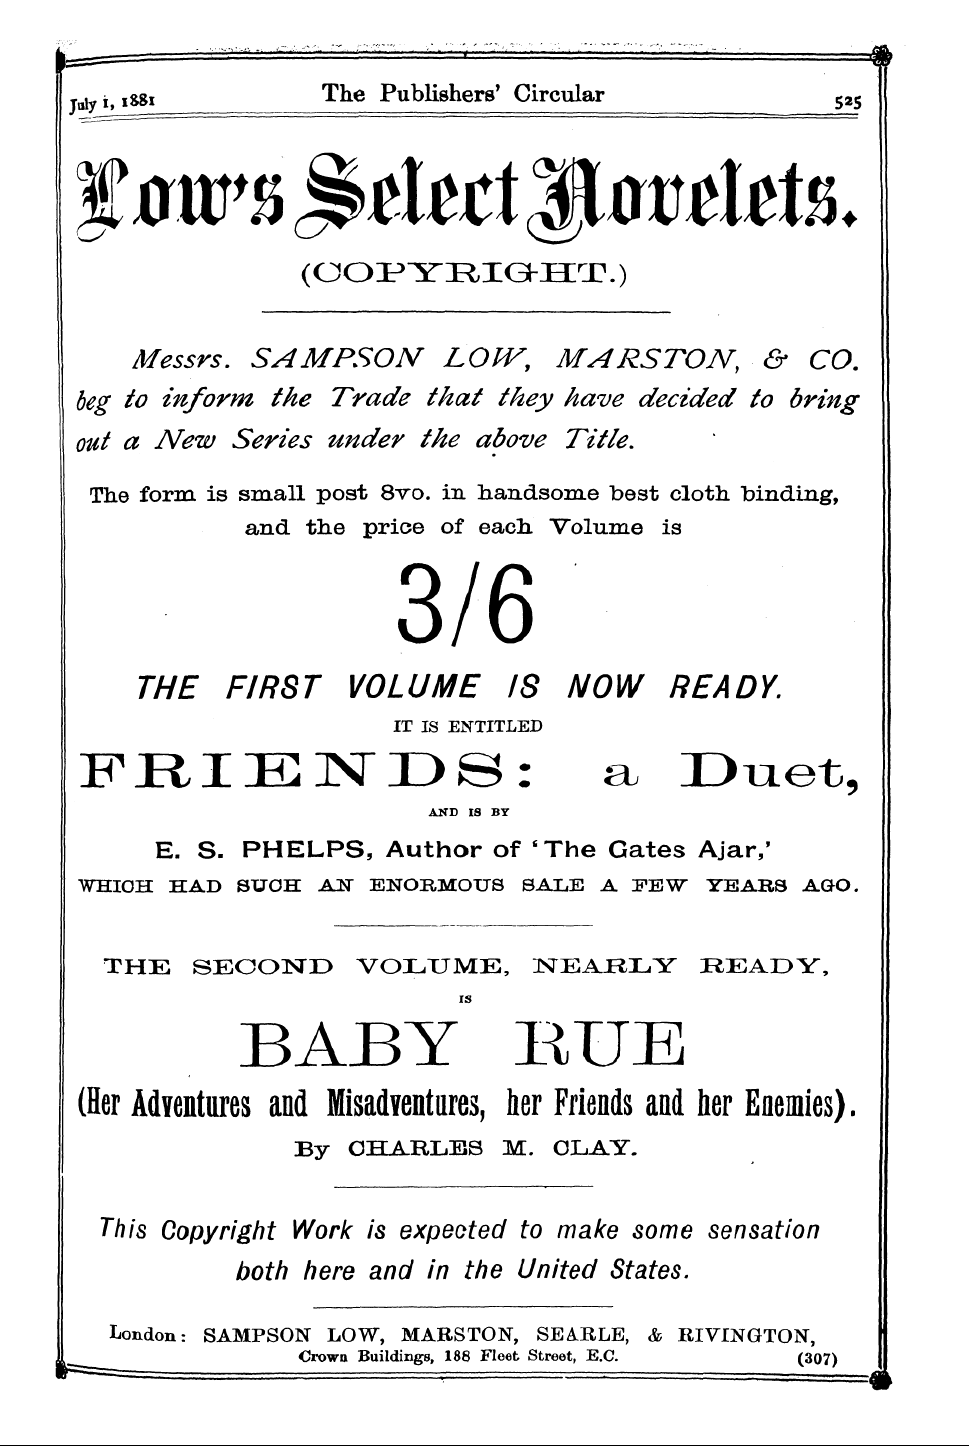 July 1, 1881 The Publishers' Circular 525
Low's Select Novelets.
(COPYRIGHT.)
Messrs. SAMPSON LOW, MARSTON, & CO.
beg to inform the Trade that they have decided to bring
out a New Series under the above Title.
The form is small post 8vo. in handsome best cloth binding,
and the price of each Volume is
3/6
THE FIRST VOLUME IS NOW READY.
IT IS ENTITLED
FRIENDS: a Duet,
AND IS BY
E. S. PHELPS, Author of 'The Gates Ajar,'
WHICH HAD SUCH AN ENORMOUS SALE A FEW YEARS AGO.
THE SECOND VOLUME, NEARLY READY,
IS
BABY RUE
(Her Adventures and Misadventures, her Friends and her Enemies).
By CHARLES M. CLAY.
This Copyright Work is expected to make some sensation
both here and in the United States.
London: SAMPSON LOW, MARSTON, SEARLE, & RIVINGTON,
Crown Buildings, 188 Fleet Street, E.C. (307)